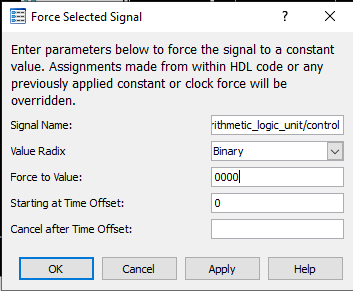 Force Selected Signal
Enter parameters below to force the signal to a constant
value. Assignments made from within HDL code or any
previously applied constant or clock force will be
overridden.
Signal Name: rithmetic_logic_unit/control
Value Radix Binary
Force to Value: 0000
Starting at Time Offset: 0
Cancel after Time Offset:
OK Cancel Apply Help